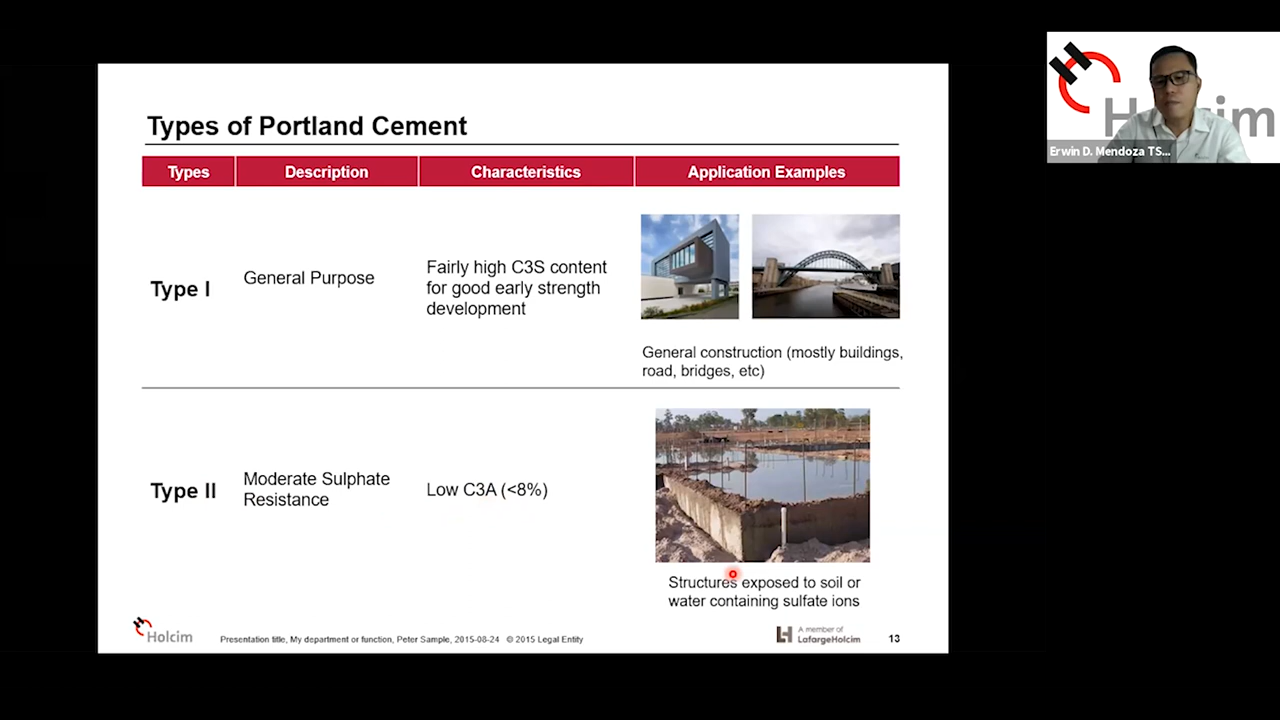 Types of Portland Cement
Types
Description
Characteristics
Application Examples
Type I
General Purpose
Fairly high C3S content
for good early strength
development
General construction (mostly buildings,
road, bridges, etc)
Type II
Moderate Sulphate
Resistance
Low C3A (<8%)
Structures exposed to soil or
water containing sulfate ions
Holcim
Presentation title, My department or function, Peter Sample, 2015-08-24 © 2015 Legal Entity
A member of
LafargeHolcim
13
Erwin D. Mendoza TS...